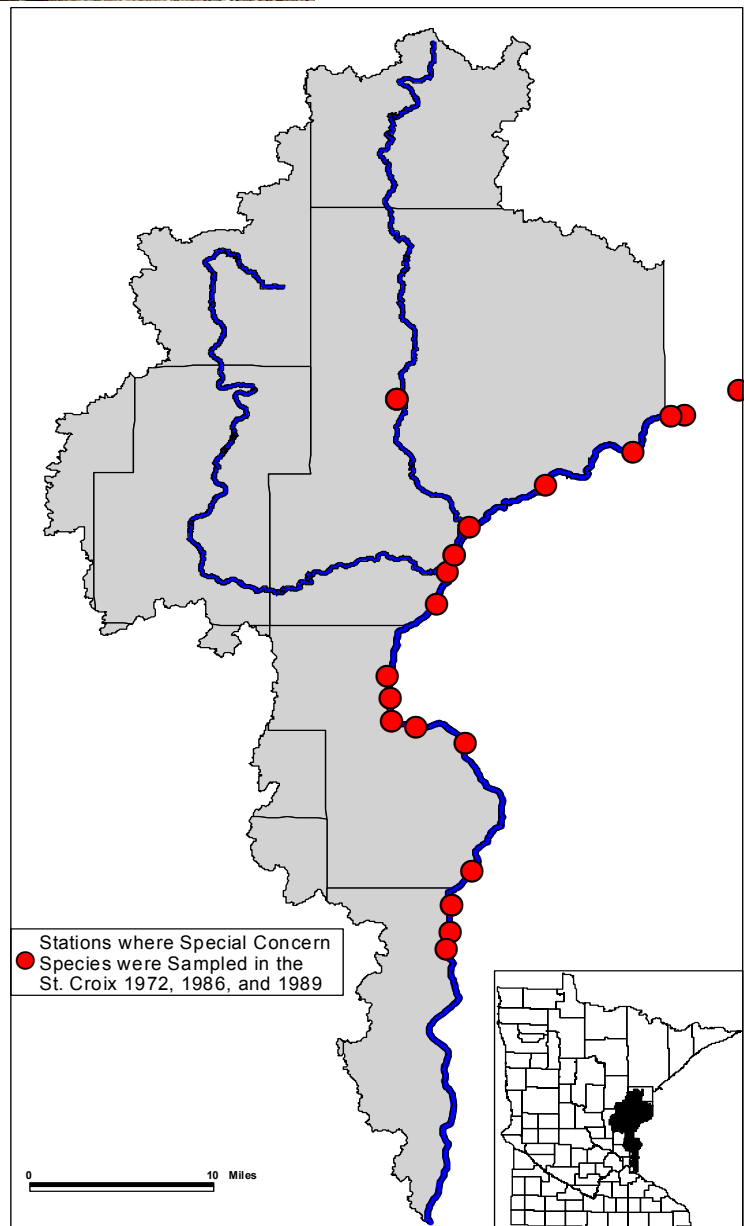 Stations where Special Concern
Species were Sampled in the
St. Croix 1972, 1986, and 1989
0 10 Miles